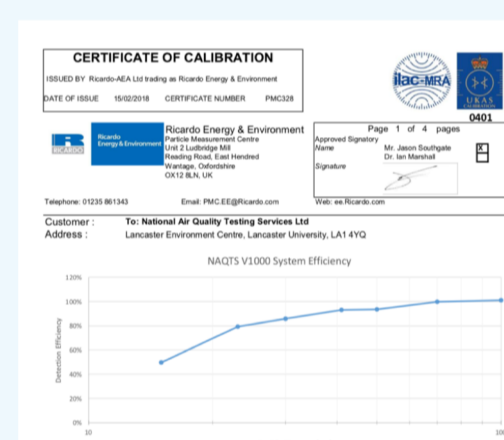 CERTIFICATE OF CALIBRATION
ISSUED BY Ricardo-AEA Ltd trading as Ricardo Energy & Environment
DATE OF ISSUE 15/02/2018 CERTIFICATE NUMBER PMC328
ilac-MRA
UKAS
CALIBRATION
0401
RICARDO
Ricardo
Energy & Environment
Ricardo Energy & Environment
Particle Measurement Centre
Unit 2 Ludbridge Mill
Reading Road, East Hendred
Wantage, Oxfordshire
OX12 8LN, UK
Page 1 of 4 pages
Approved Signatory
Name Mr. Jason Southgate
Dr. Ian Marshall
Signature
Telephone: 01235 861343 Email: PMC.EE@Ricardo.com Web: ee.Ricardo.com
Customer : To: National Air Quality Testing Services Ltd
Address : Lancaster Environment Centre, Lancaster University, LA1 4YQ
NAQTS V1000 System Efficiency
Detection Efficiency
120%
100%
80%
60%
40%
20%
0%
10